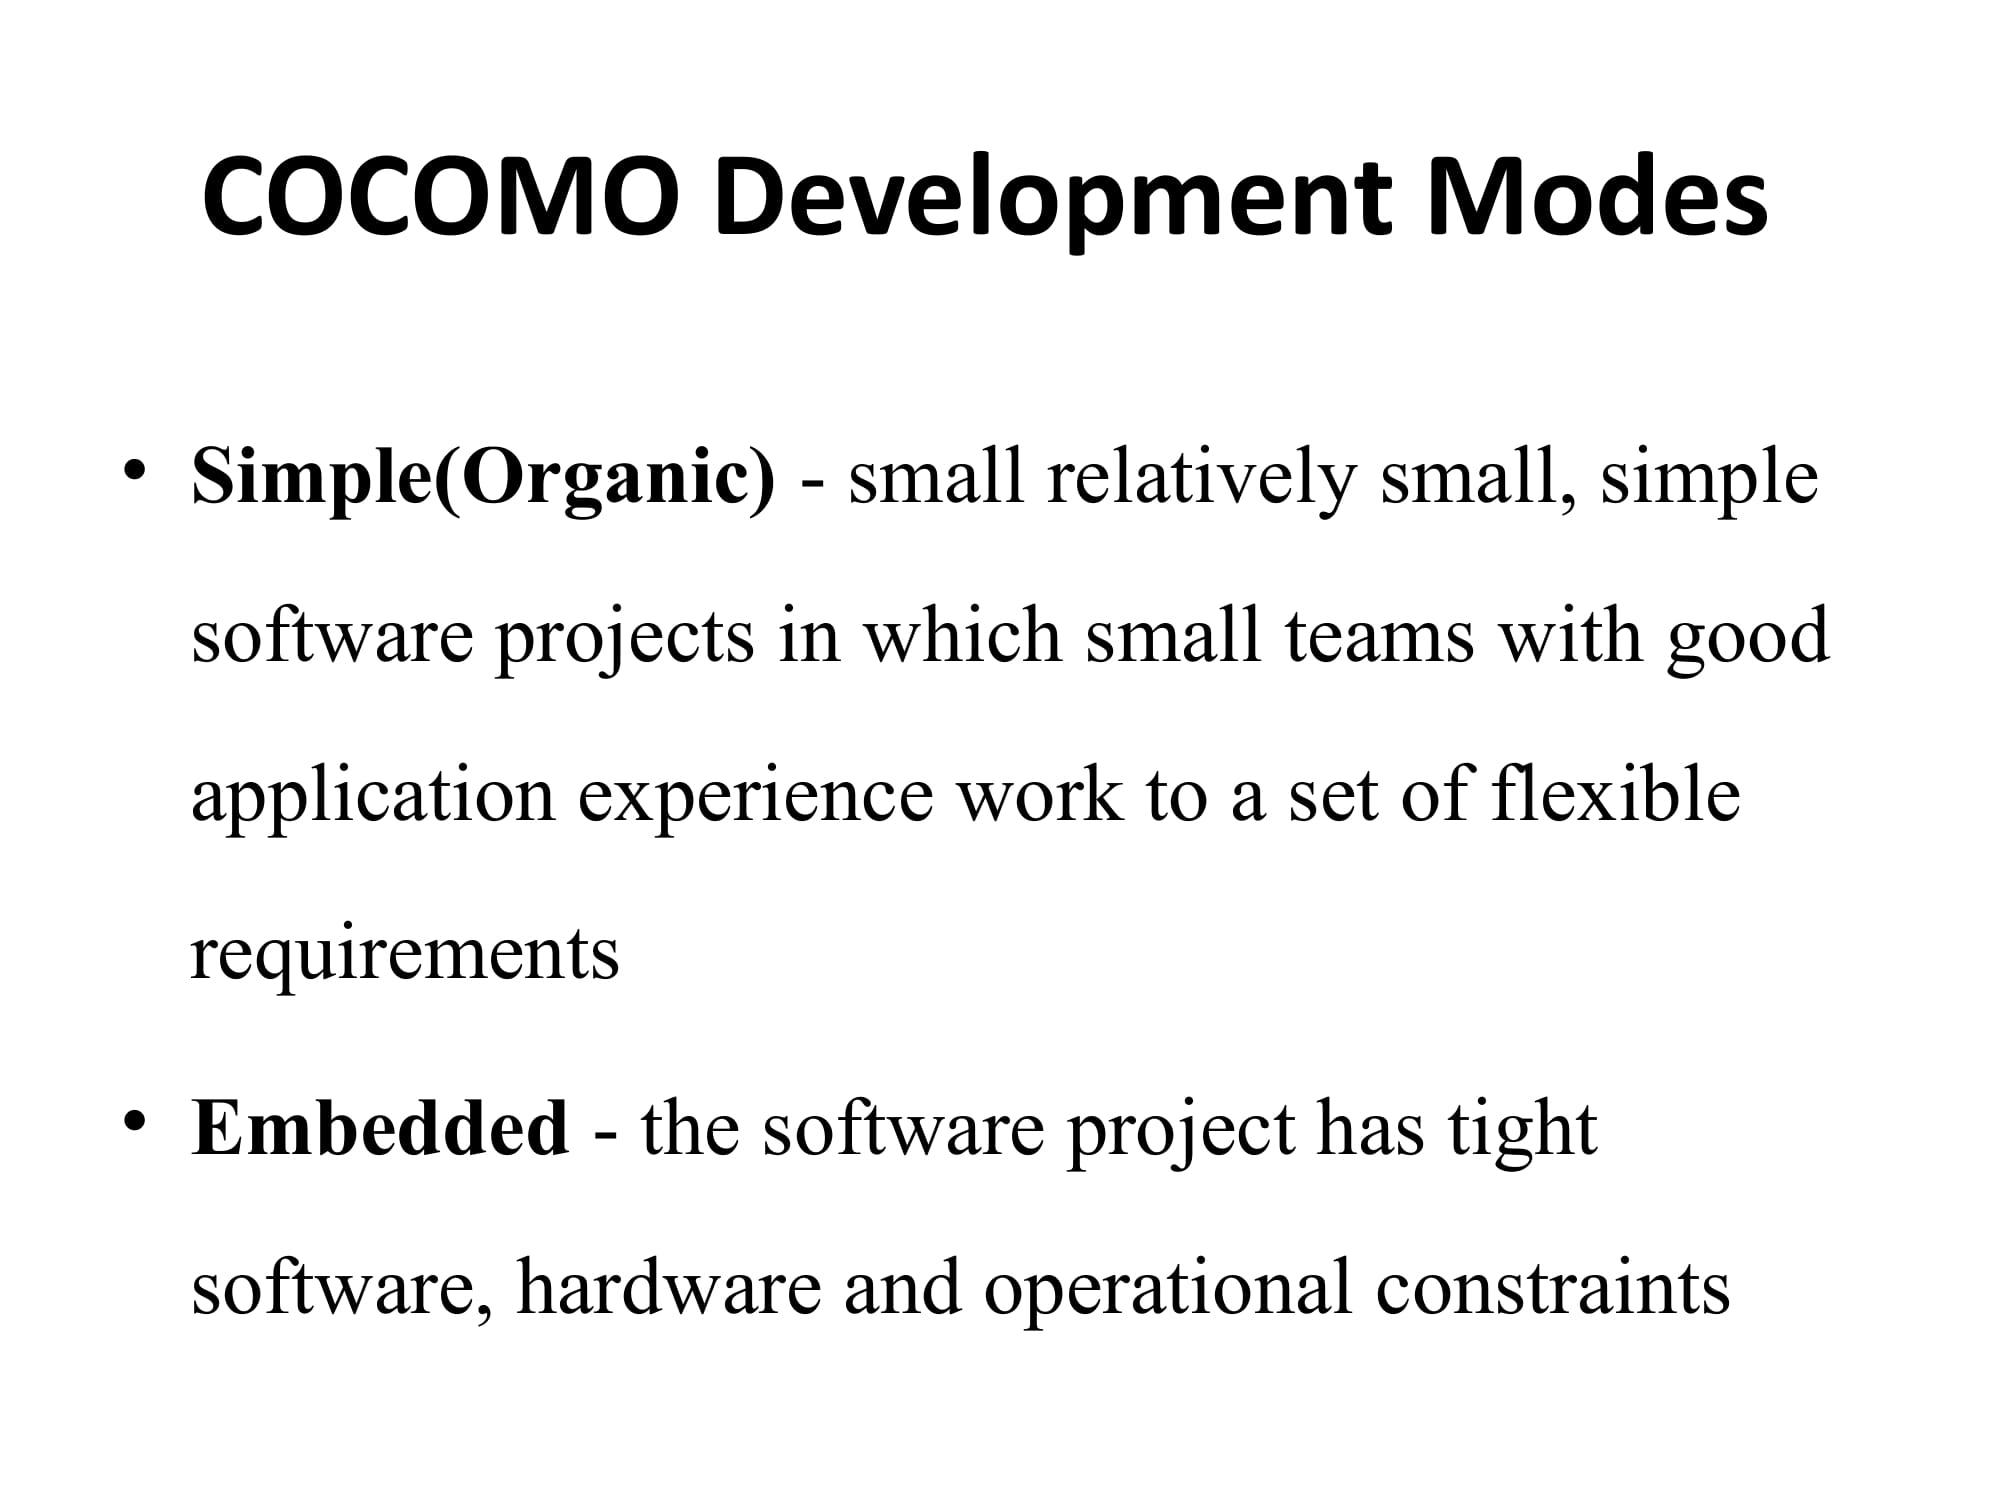 COCOMO Development Modes
• Simple(Organic) - small relatively small, simple
software projects in which small teams with good
application experience work to a set of flexible
requirements
• Embedded - the software project has tight
software, hardware and operational constraints